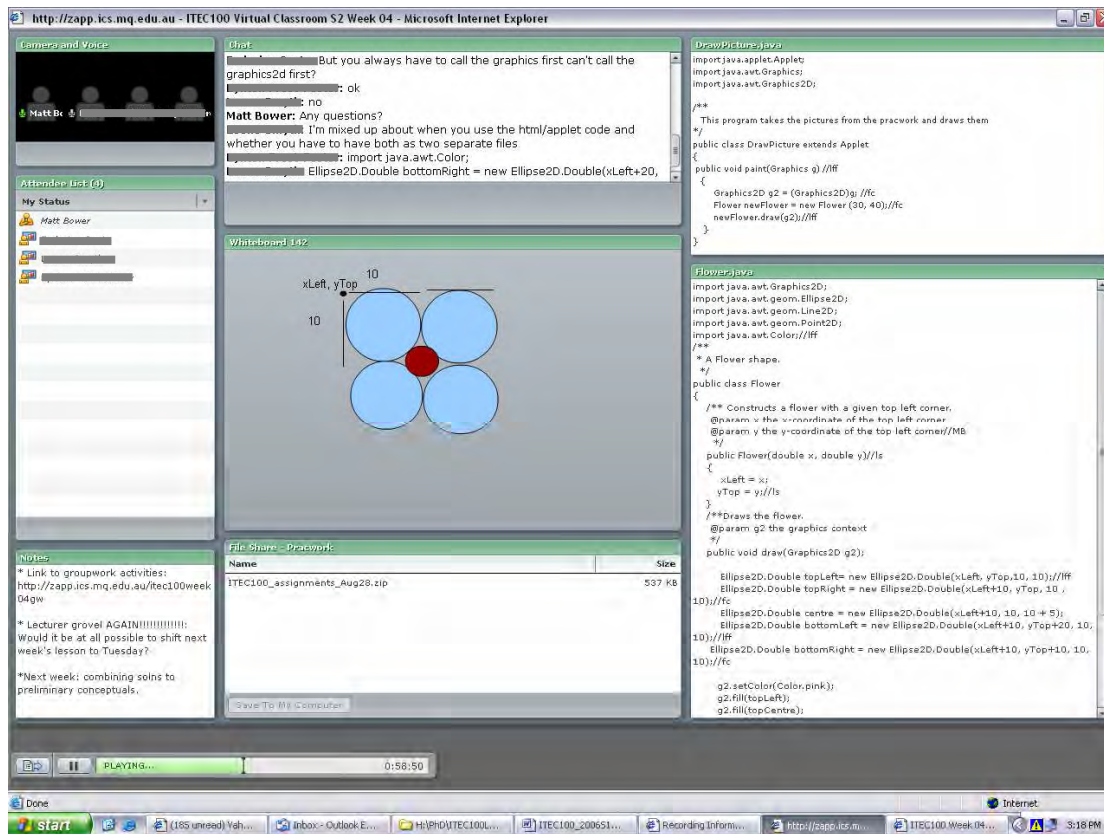 http://zapp.ics.mq.edu.au - ITEC100 Virtual Classroom S2 Week 04 - Microsoft Internet Explorer
Camera and Voice
Matt Bo
Attendee List (4)
My Status
Matt Bower
Notes
* Link to groupwork activities:
http://zapp.ics.mq.edu.au/itec100week
04gw
* Lecturer grovel AGAIN!!!!!!!!!!!!!:
Would it be at all possible to shift next
week's lesson to Tuesday?
*Next week: combining solns to
preliminary conceptuals.
Chat
But you always have to call the graphics first can't call the
graphics2d first?
: ok
: no
Matt Bower: Any questions?
: I'm mixed up about when you use the html/applet code and
whether you have to have both as two separate files
: import java.awt.Color;
Ellipse2D.Double bottomRight = new Ellipse2D.Double(xLeft+20,
Whiteboard 142
10
xLeft, yTop
10
File Share - Pracwork
Name Size
ITEC100_assignments_Aug28.zip 537 KB
Save To My Computer
DrawPicture.java
import java.applet.Applet;
import java.awt.Graphics;
import java.awt.Graphics2D;
/**
This program takes the pictures from the pracwork and draws them
*/
public class DrawPicture extends Applet
{
public void paint(Graphics g) //lff
{
Graphics2D g2 = (Graphics2D)g; //fc
Flower newFlower = new Flower (30, 40);//fc
newFlower.draw(g2);//lff
}
}
Flower.java
import java.awt.Graphics2D;
import java.awt.geom.Ellipse2D;
import java.awt.geom.Line2D;
import java.awt.geom.Point2D;
import java.awt.Color;//lff
/**
* A Flower shape.
*/
public class Flower
{
/** Constructs a flower with a given top left corner.
@param x the x-coordinate of the top left corner
@param y the y-coordinate of the top left corner//MB
*/
public Flower(double x, double y)//ls
{
xLeft = x;
yTop = y;//ls
}
/**Draws the flower.
@param g2 the graphics context
*/
public void draw(Graphics2D g2);
Ellipse2D.Double topLeft= new Ellipse2D.Double(xLeft, yTop,10, 10);//lff
Ellipse2D.Double topRight = new Ellipse2D.Double(xLeft+10, yTop, 10 ,
10);//fc
Ellipse2D.Double centre = new Ellipse2D.Double(xLeft+10, 10, 10 + 5);
Ellipse2D.Double bottomLeft = new Ellipse2D.Double(xLeft+10, yTop+20, 10,
10);//lff
Ellipse2D.Double bottomRight = new Ellipse2D.Double(xLeft+10, yTop+10, 10,
10);//fc
g2.setColor(Color.pink);
g2.fill(topLeft);
g2.fill(topCentre);
PLAYING... 0:58:50
Done Internet
start (185 unread) Yah... Inbox - Outlook E... H:\PhD\ITEC100L... ITEC100_2006S1... Recording Inform... http://zapp.ics.m... ITEC100 Week 04... 3:18 PM